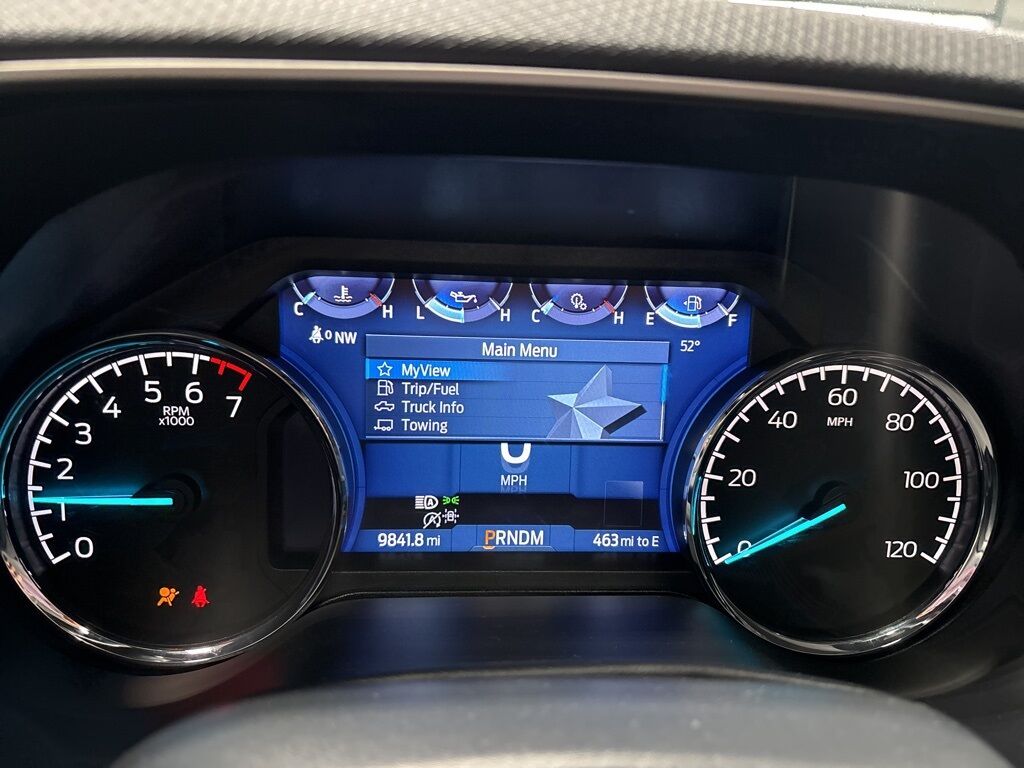 C H
L H
C H
E F
0 NW
52°
Main Menu
MyView
Trip/Fuel
Truck Info
Towing
0
MPH
A
A
9841.8 mi
PRNDM
463 mi to E
0
1
2
3
4
5
6
7
RPM
x1000
0
20
40
60
80
100
120
MPH